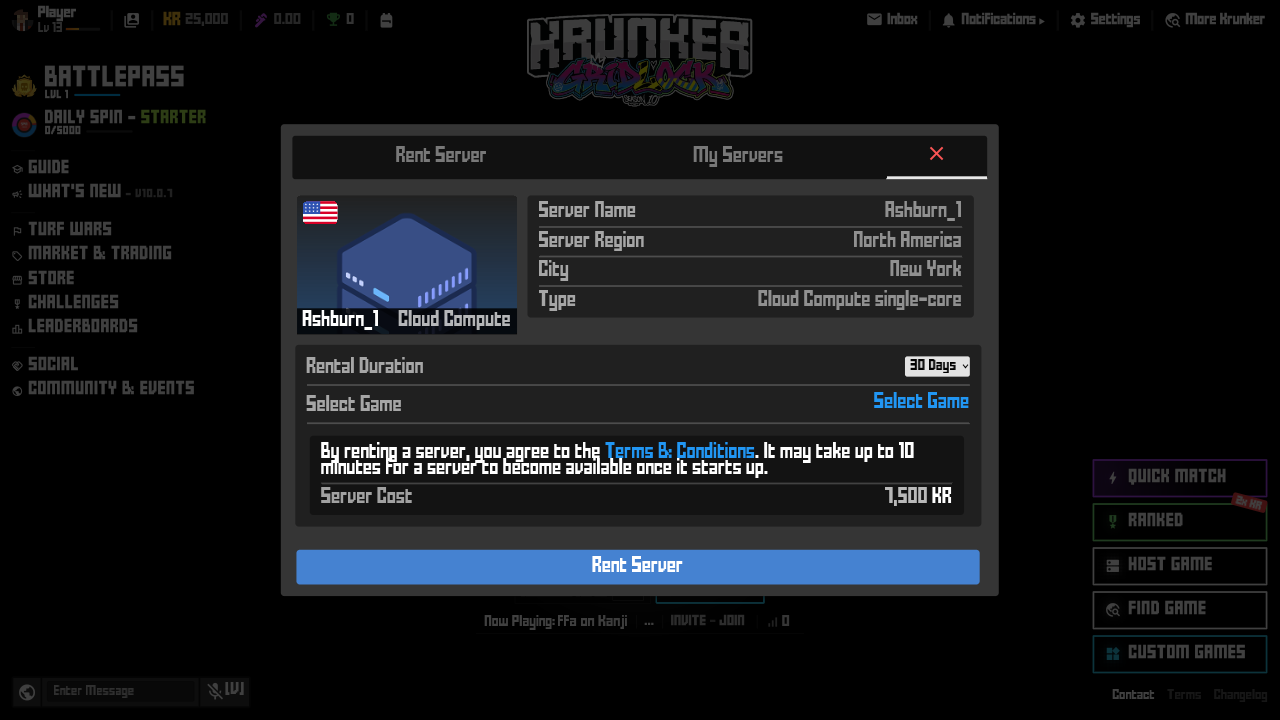 Player
Lv 13
KR 25,000
0.00
0
Inbox
Notifications ▸
Settings
More Krunker
KRUNKER
GRIDLOCK
BATTLEPASS
LVL 1
DAILY SPIN - STARTER
0/5000
GUIDE
WHAT'S NEW - V10.0.7
TURF WARS
MARKET & TRADING
STORE
CHALLENGES
LEADERBOARDS
SOCIAL
COMMUNITY & EVENTS
Rent Server
My Servers
Ashburn_1
Cloud Compute
Server Name
Ashburn_1
Server Region
North America
City
New York
Type
Cloud Compute single-core
Rental Duration
30 Days
Select Game
Select Game
By renting a server, you agree to the Terms & Conditions. It may take up to 10
minutes for a server to become available once it starts up.
Server Cost
7,500 KR
Rent Server
Now Playing: FFa on Kanji
...
INVITE - JOIN
0
QUICK MATCH
2x KR
RANKED
HOST GAME
FIND GAME
CUSTOM GAMES
Enter Message
[V]
Contact
Terms
Changelog